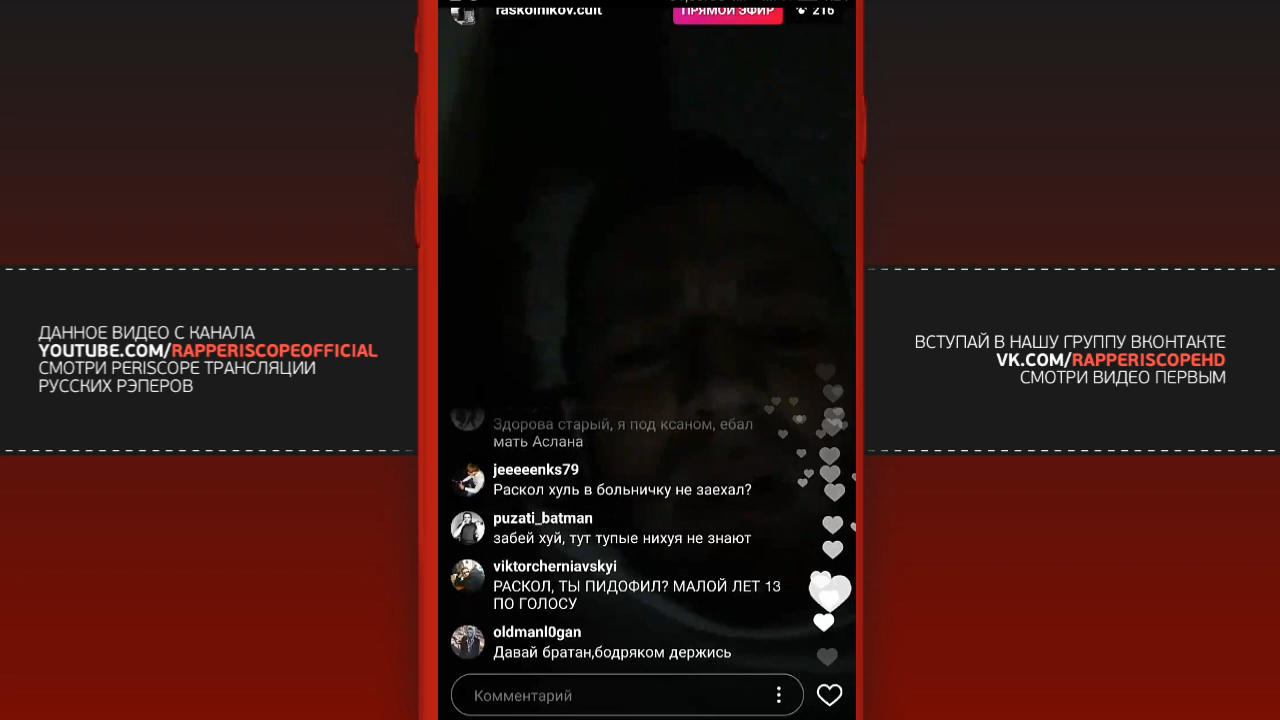 raskolnikov.cult
ПРЯМОЙ ЭФИР
216
ДАННОЕ ВИДЕО С КАНАЛА
YOUTUBE.COM/RAPPERISCOPEOFFICIAL
СМОТРИ PERISCOPE ТРАНСЛЯЦИИ
РУССКИХ РЭПЕРОВ
ВСТУПАЙ В НАШУ ГРУППУ ВКОНТАКТЕ
VK.COM/RAPPERISCOPEHD
СМОТРИ ВИДЕО ПЕРВЫМ
Здорова старый, я под ксаном, ебал
мать Аслана
jeeeeenks79
Раскол хуль в больничку не заехал?
puzati_batman
забей хуй, тут тупые нихуя не знают
viktorcherniavskyi
РАСКОЛ, ТЫ ПИДОФИЛ? МАЛОЙ ЛЕТ 13
ПО ГОЛОСУ
oldmanl0gan
Давай братан,бодряком держись
Комментарий